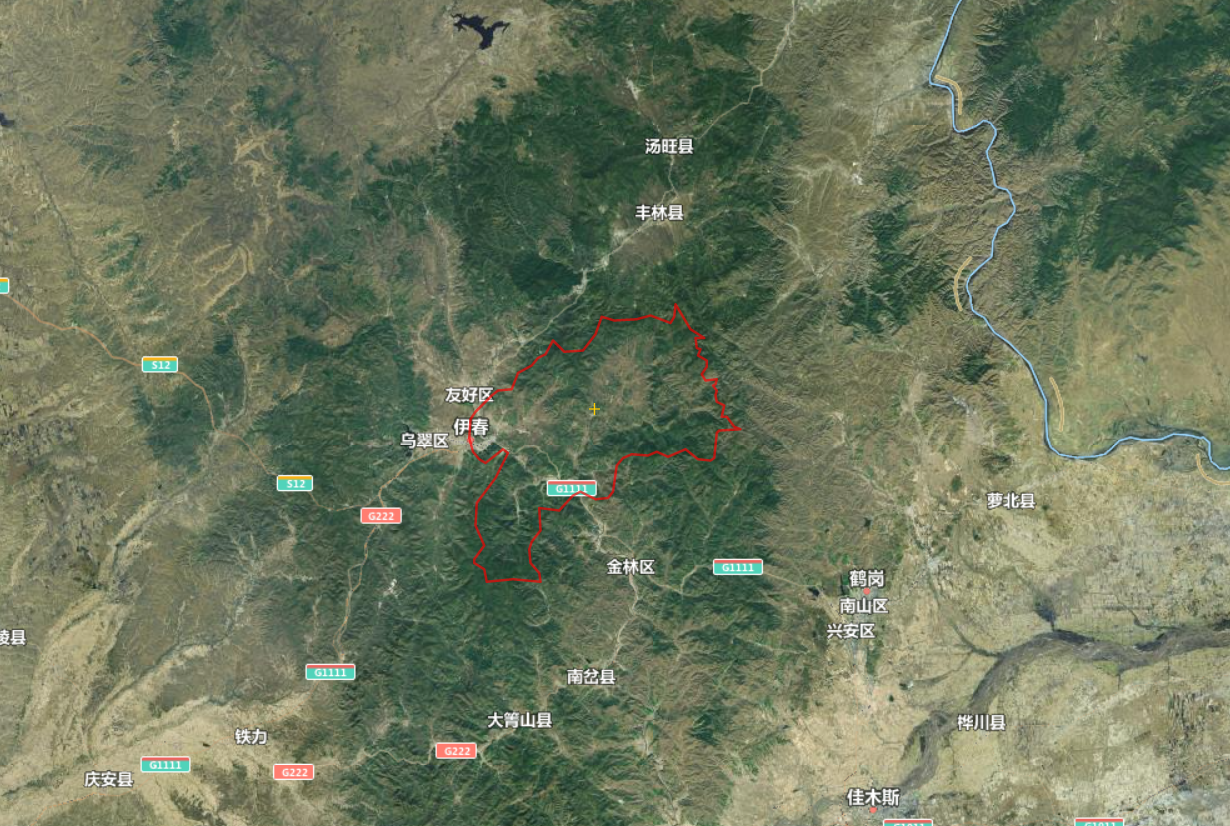 汤旺县
丰林县
S12
友好区
伊春
乌翠区
S12
G1111
G222
萝北县
金林区
G1111
鹤岗
南山区
兴安区
陵县
G1111
南岔县
大箐山县
桦川县
铁力
G222
庆安县
G1111
G222
佳木斯